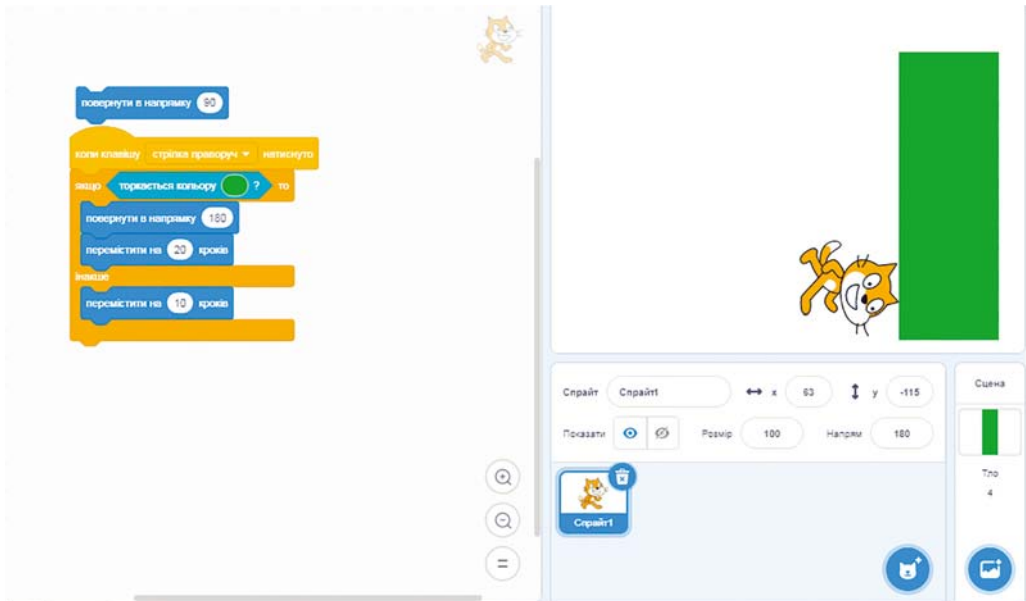 повернути в напрямку 90
коли клавішу стрілка праворуч натиснуто
якщо торкається кольору ? то
повернути в напрямку 180
перемістити на 20 кроків
інакше
перемістити на 10 кроків
Спрайт Спрайт1 x 63 y -115
Показати Розмір 100 Напрям 180
Спрайт1
Сцена
Тло
4